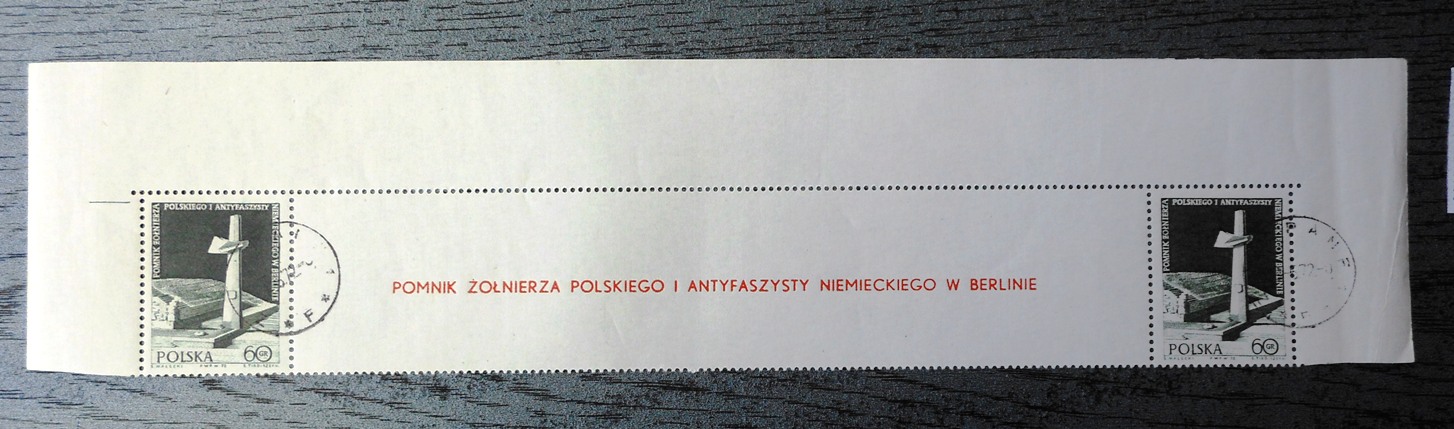 POMNIK ŻOŁNIERZA POLSKIEGO I ANTYFASZYSTY NIEMIECKIEGO W BERLINIE
POLSKA 60 GR
POMNIK ŻOŁNIERZA POLSKIEGO I ANTYFASZYSTY NIEMIECKIEGO W BERLINIE
POMNIK ŻOŁNIERZA POLSKIEGO I ANTYFASZYSTY NIEMIECKIEGO W BERLINIE
POLSKA 60 GR